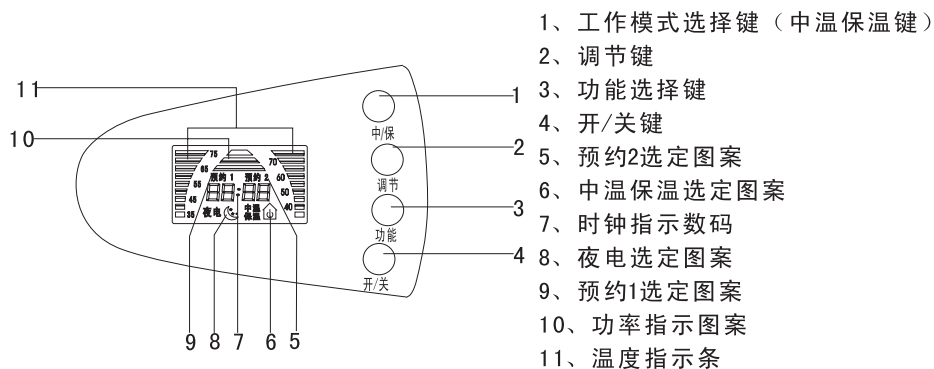 11
10
1
2
3
4
9
8
7
6
5
中/保
调节
功能
开/关
75
65
55
45
35
70
60
50
40
预约 1
预约 2
88:88
夜电
中温
保温
1、工作模式选择键（中温保温键）
2、调节键
3、功能选择键
4、开/关键
5、预约2选定图案
6、中温保温选定图案
7、时钟指示数码
8、夜电选定图案
9、预约1选定图案
10、功率指示图案
11、温度指示条